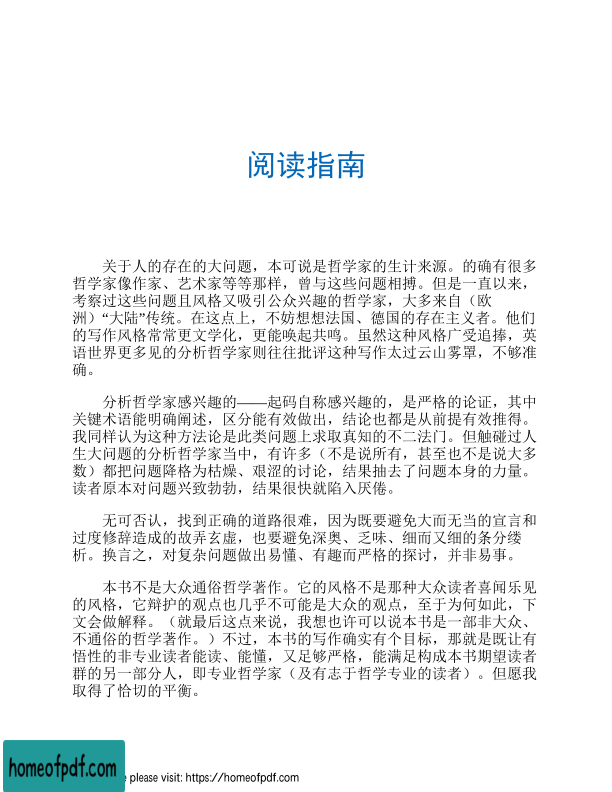 阅读指南
关于人的存在的大问题，本可说是哲学家的生计来源。的确有很多
哲学家像作家、艺术家等等那样，曾与这些问题相搏。但是一直以来，
考察过这些问题且风格又吸引公众兴趣的哲学家，大多来自（欧
洲）“大陆”传统。在这点上，不妨想想法国、德国的存在主义者。他们
的写作风格常常更文学化，更能唤起共鸣。虽然这种风格广受追捧，英
语世界更多见的分析哲学家则往往批评这种写作太过云山雾罩，不够准
确。
分析哲学家感兴趣的——起码自称感兴趣的，是严格的论证，其中
关键术语能明确阐述，区分能有效做出，结论也都是从前提有效推得。
我同样认为这种方法论是此类问题上求取真知的不二法门。但触碰过人
生大问题的分析哲学家当中，有许多（不是说所有，甚至也不是说大多
数）都把问题降格为枯燥、艰涩的讨论，结果抽去了问题本身的力量。
读者原本对问题兴致勃勃，结果很快就陷入厌倦。
无可否认，找到正确的道路很难，因为既要避免大而无当的宣言和
过度修辞造成的故弄玄虚，也要避免深奥、乏味、细而又细的条分缕
析。换言之，对复杂问题做出易懂、有趣而严格的探讨，并非易事。
本书不是大众通俗哲学著作。它的风格不是那种大众读者喜闻乐见
的风格，它辩护的观点也几乎不可能是大众的观点，至于为何如此，下
文会做解释。（就最后这点来说，我想也许可以说本书是一部非大众、
不通俗的哲学著作。）不过，本书的写作确实有个目标，那就是既让有
悟性的非专业读者能读、能懂，又足够严格，能满足构成本书期望读者
群的另一部分人，即专业哲学家（及有志于哲学专业的读者）。但愿我
取得了恰切的平衡。
homeofpdf.com
please visit: https://homeofpdf.com